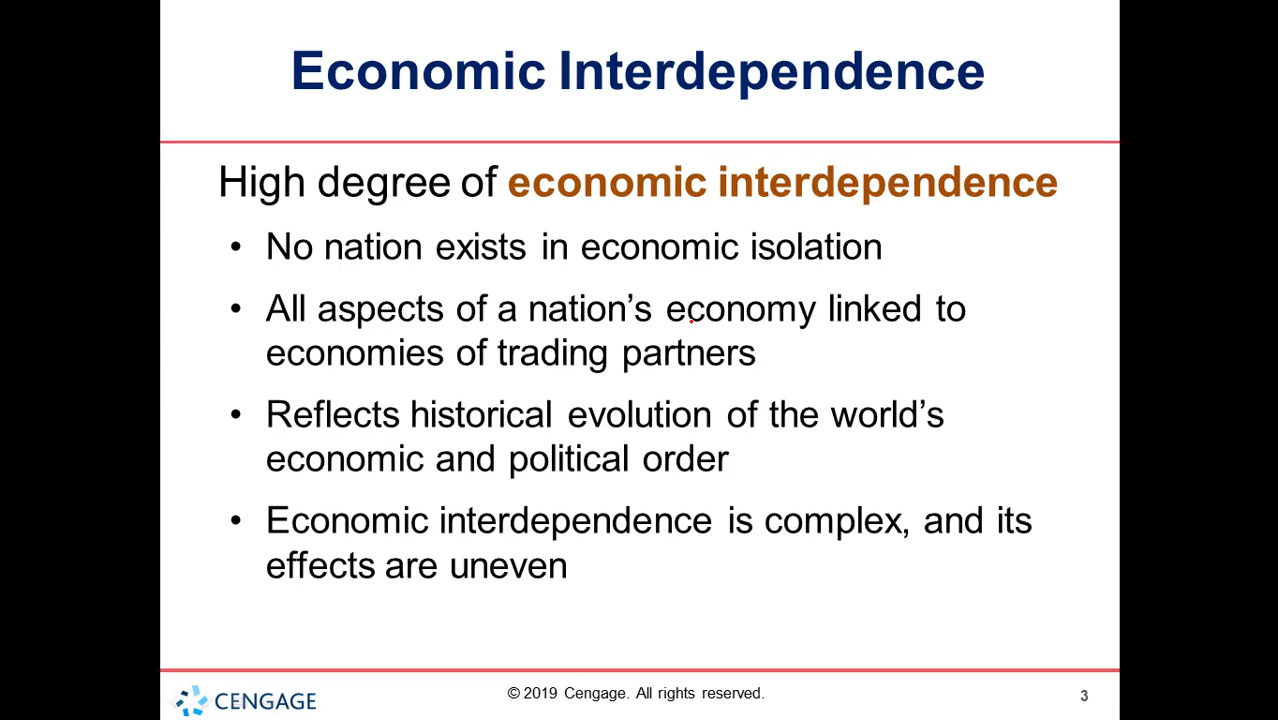 Economic Interdependence
High degree of economic interdependence
• No nation exists in economic isolation
• All aspects of a nation’s economy linked to
economies of trading partners
• Reflects historical evolution of the world’s
economic and political order
• Economic interdependence is complex, and its
effects are uneven
CENGAGE
© 2019 Cengage. All rights reserved.
3